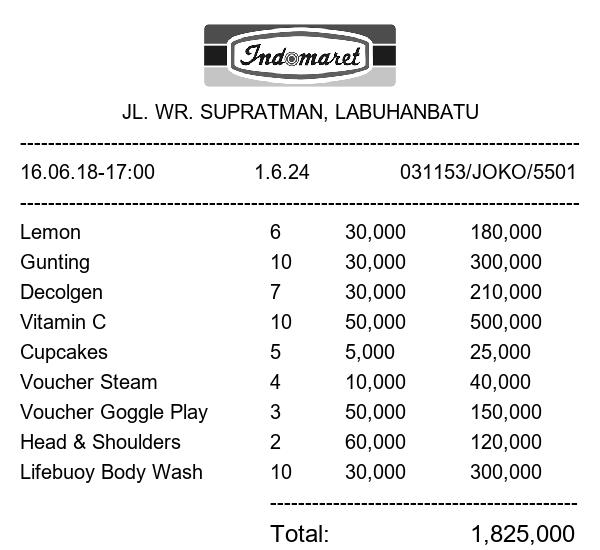 Indomaret
JL. WR. SUPRATMAN, LABUHANBATU
--------------------------------------------------------------------------------
16.06.18-17:00 1.6.24 031153/JOKO/5501
--------------------------------------------------------------------------------
Lemon 6 30,000 180,000
Gunting 10 30,000 300,000
Decolgen 7 30,000 210,000
Vitamin C 10 50,000 500,000
Cupcakes 5 5,000 25,000
Voucher Steam 4 10,000 40,000
Voucher Goggle Play 3 50,000 150,000
Head & Shoulders 2 60,000 120,000
Lifebuoy Body Wash 10 30,000 300,000
--------------------------------------------
Total: 1,825,000